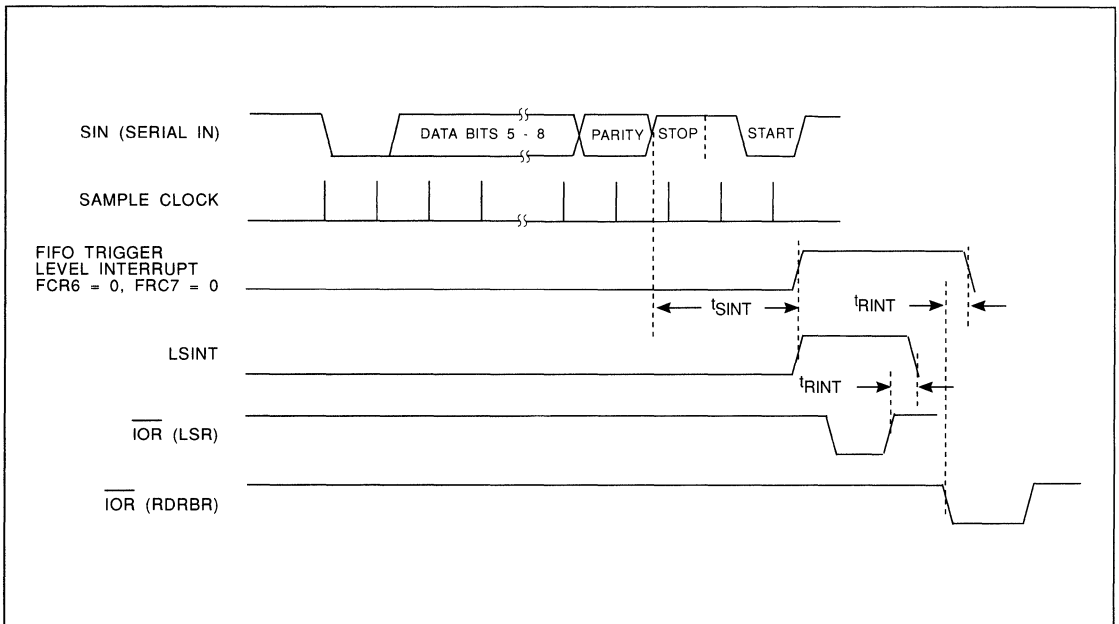 SIN (SERIAL IN)
DATA BITS 5 - 8
PARITY
STOP
START
SAMPLE CLOCK
FIFO TRIGGER
LEVEL INTERRUPT
FCR6 = 0, FRC7 = 0
tSINT
tRINT
LSINT
tRINT
IOR (LSR)
IOR (RDRBR)